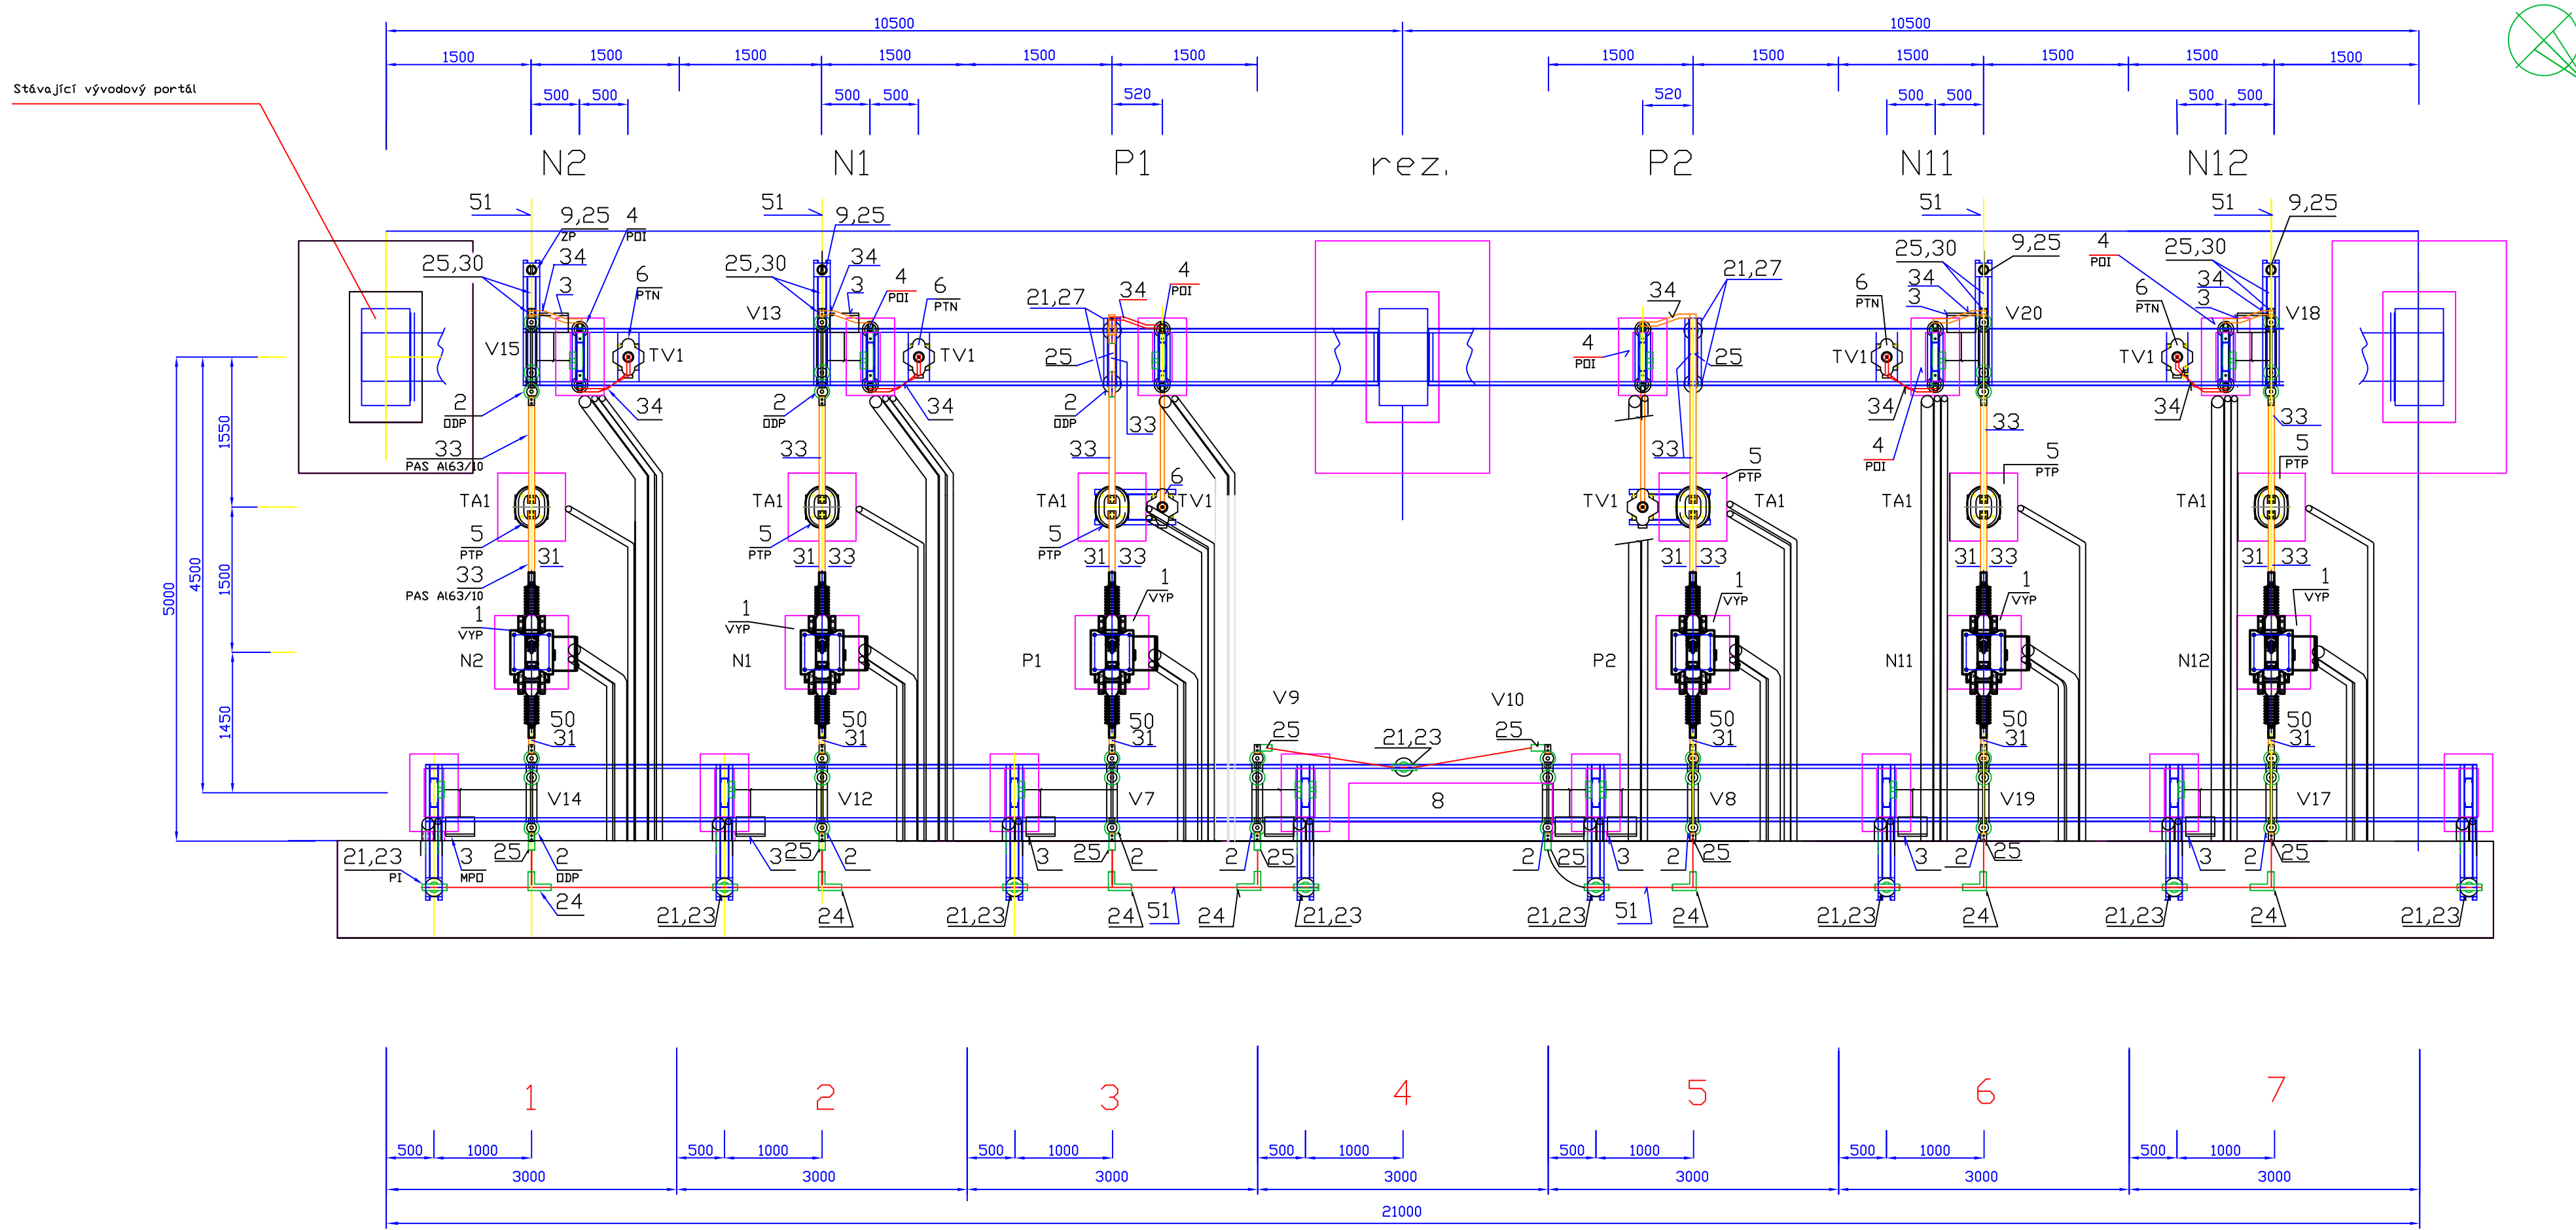 10500 10500
1500 1500 1500 1500 1500 1500 1500 1500 1500 1500 1500 1500
Stávající vývodový portál
500 500 500 500 520 520 500 500 500 500
N2 N1 P1 rez. P2 N11 N12
51 51 51 51
9,25 4 9,25 9,25 9,25
ZP POI
25,30 34 25,30 34 4 POI 25,30 4 POI 25,30
3 6 PTN 3 6 PTN 4 POI 21,27 6 PTN 34 3 6 PTN 34 3
21,27 34 34
V15 TV1 V13 TV1 25 4 POI 25 TV1 V20 TV1 V18
2 ODP 34 2 ODP 34 2 ODP 33 34 33 34 33
33 33 33 33 4 POI
PAS Al63/10
5 PTP 5 PTP 5 PTP
TA1 TA1 TA1 6 TV1 TV1 TA1 TA1 TA1
5 PTP 5 PTP 5 PTP
31 31 33 31 33 31 33 31 33 31 33
33
PAS Al63/10
1 VYP 1 VYP 1 VYP 1 VYP 1 VYP 1 VYP
N2 N1 P1 P2 N11 N12
V9 V10
50 50 50 25 21,23 25 50 50 50
31 31 31 31 31 31
V14 V12 V7 8 V8 V19 V17
21,23 PI 3 MPO 25 2 ODP 3 25 2 3 25 2 2 25 2 25 3 2 25 3 2 25 3 2 25
24 21,23 24 21,23 24 51 24 21,23 21,23 51 24 21,23 24 21,23 24 21,23
5000
4500
1550
1500
1450
1 2 3 4 5 6 7
500 1000 500 1000 500 1000 500 1000 500 1000 500 1000 500 1000
3000 3000 3000 3000 3000 3000 3000
21000